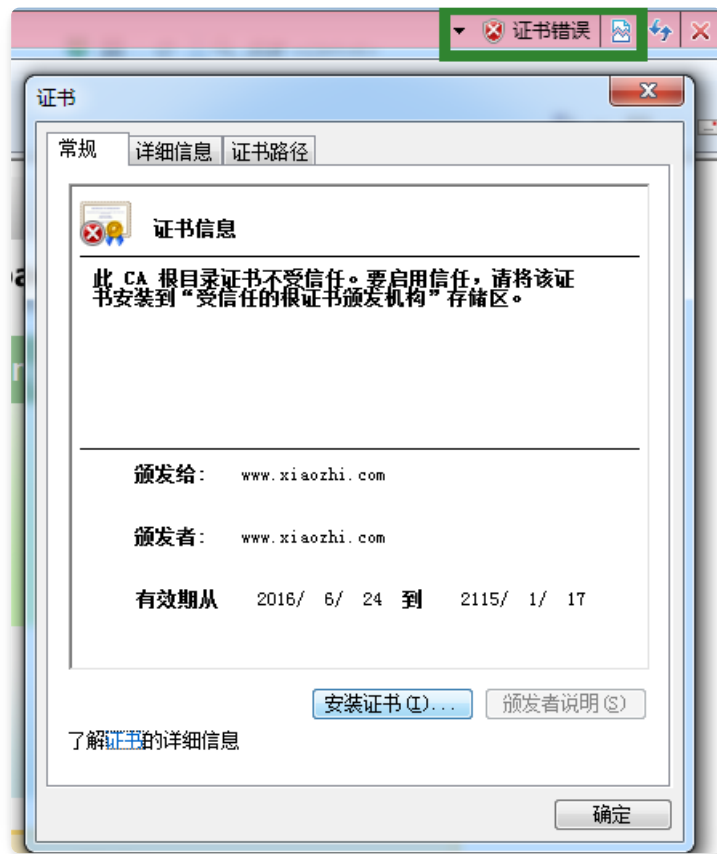 证书错误
证书
常规 详细信息 证书路径
证书信息
此 CA 根目录证书不受信任。要启用信任，请将该证
书安装到“受信任的根证书颁发机构”存储区。
颁发给： www.xiaozhi.com
颁发者： www.xiaozhi.com
有效期从 2016/ 6/ 24 到 2115/ 1/ 17
安装证书(I)... 颁发者说明(S)
了解证书的详细信息
确定